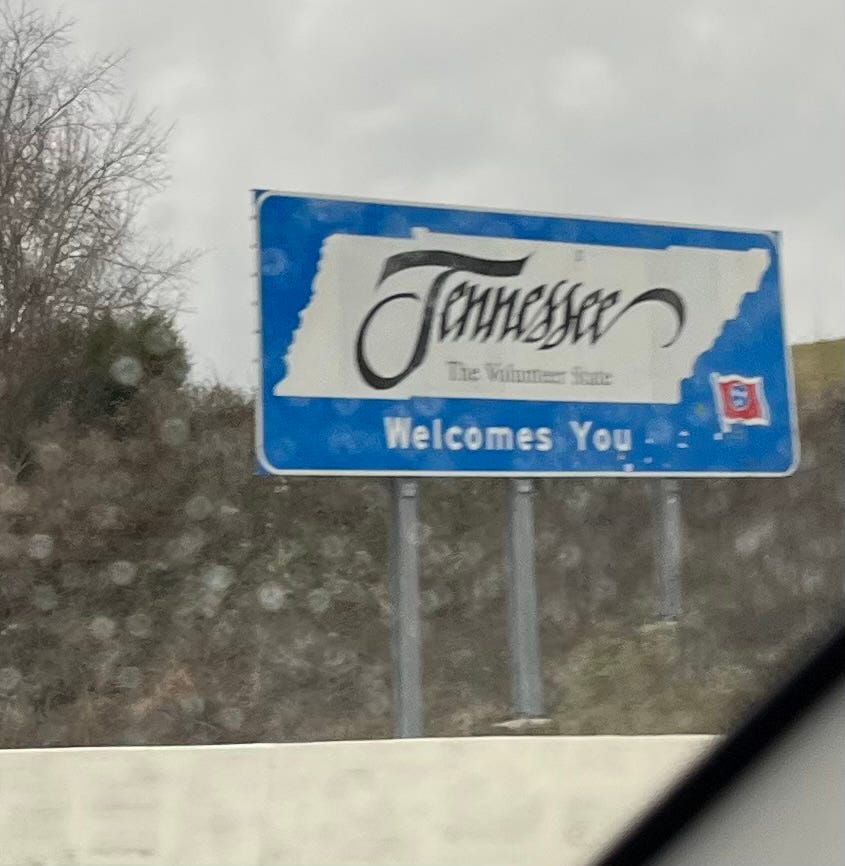 Tennessee
The Volunteer State
Welcomes You